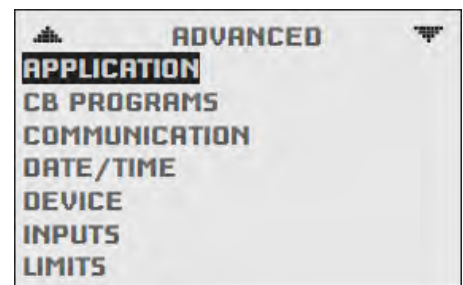 ADVANCED
APPLICATION
CB PROGRAMS
COMMUNICATION
DATE/TIME
DEVICE
INPUTS
LIMITS